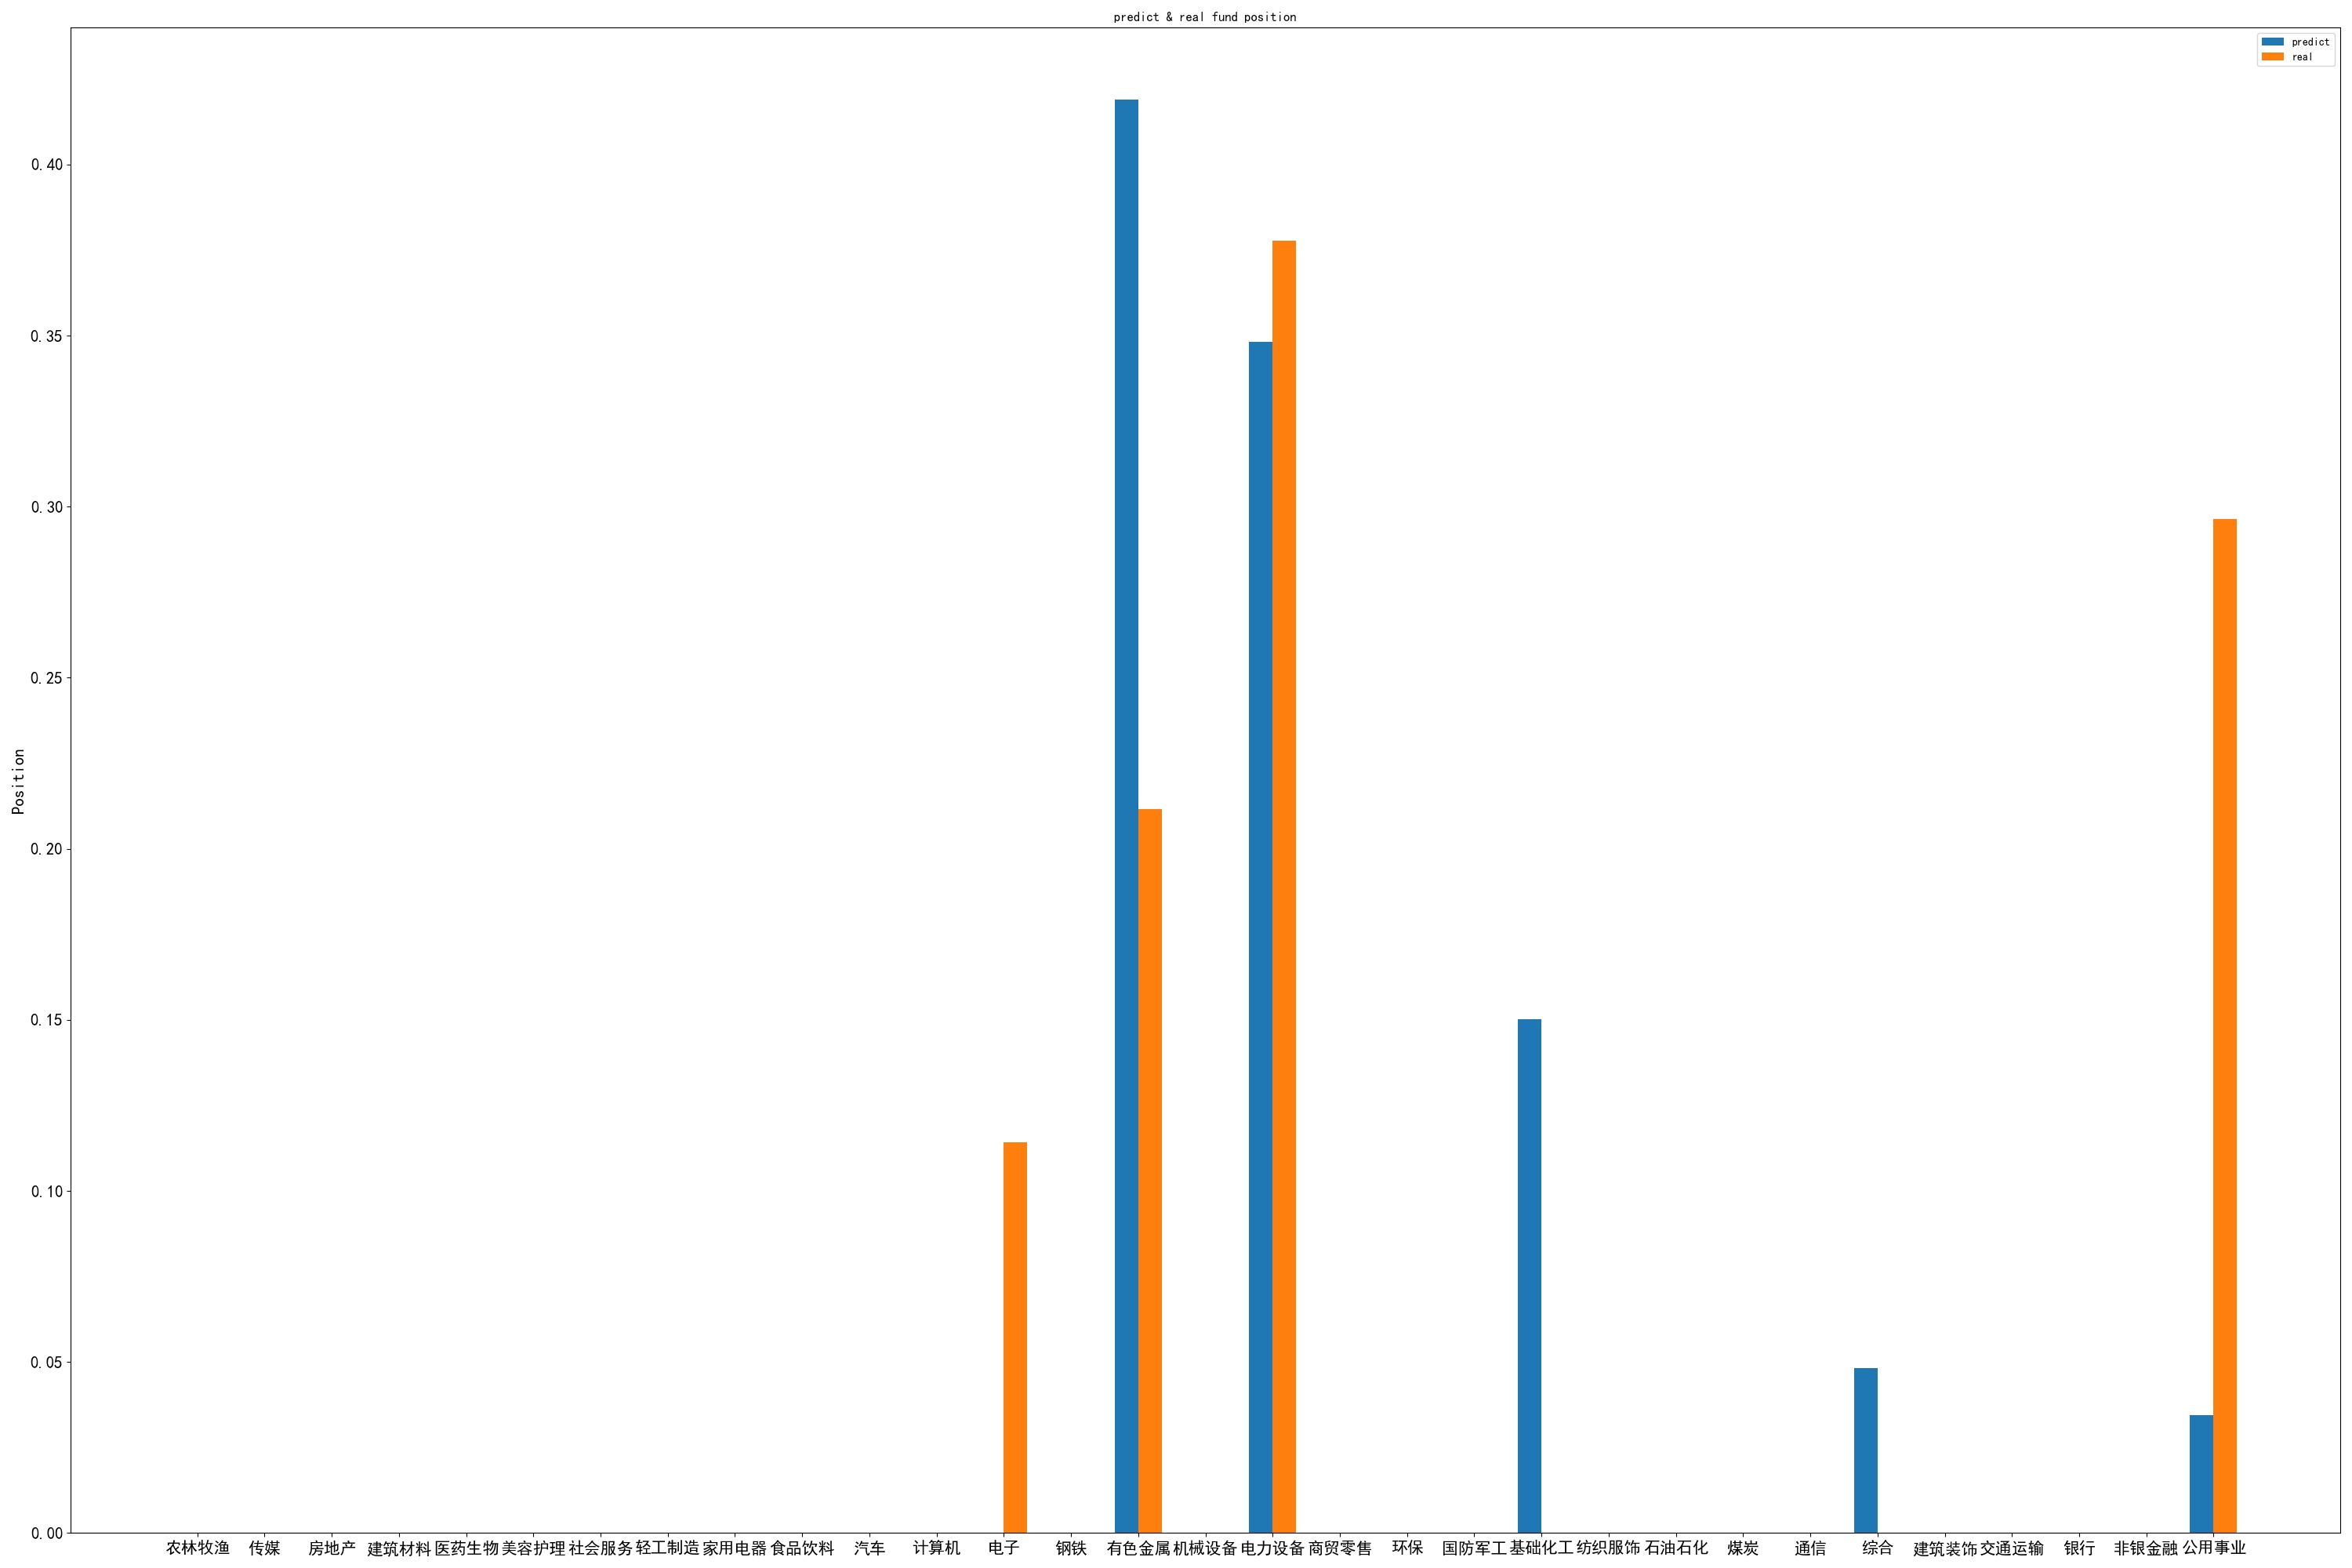 predict & real fund position
predict
real
0.40
0.35
0.30
0.25
0.20
0.15
0.10
0.05
0.00
Position
农林牧渔 传媒 房地产 建筑材料 医药生物 美容护理 社会服务 轻工制造 家用电器 食品饮料 汽车 计算机 电子 钢铁 有色金属 机械设备 电力设备 商贸零售 环保 国防军工 基础化工 纺织服饰 石油石化 煤炭 通信 综合 建筑装饰 交通运输 银行 非银金融 公用事业